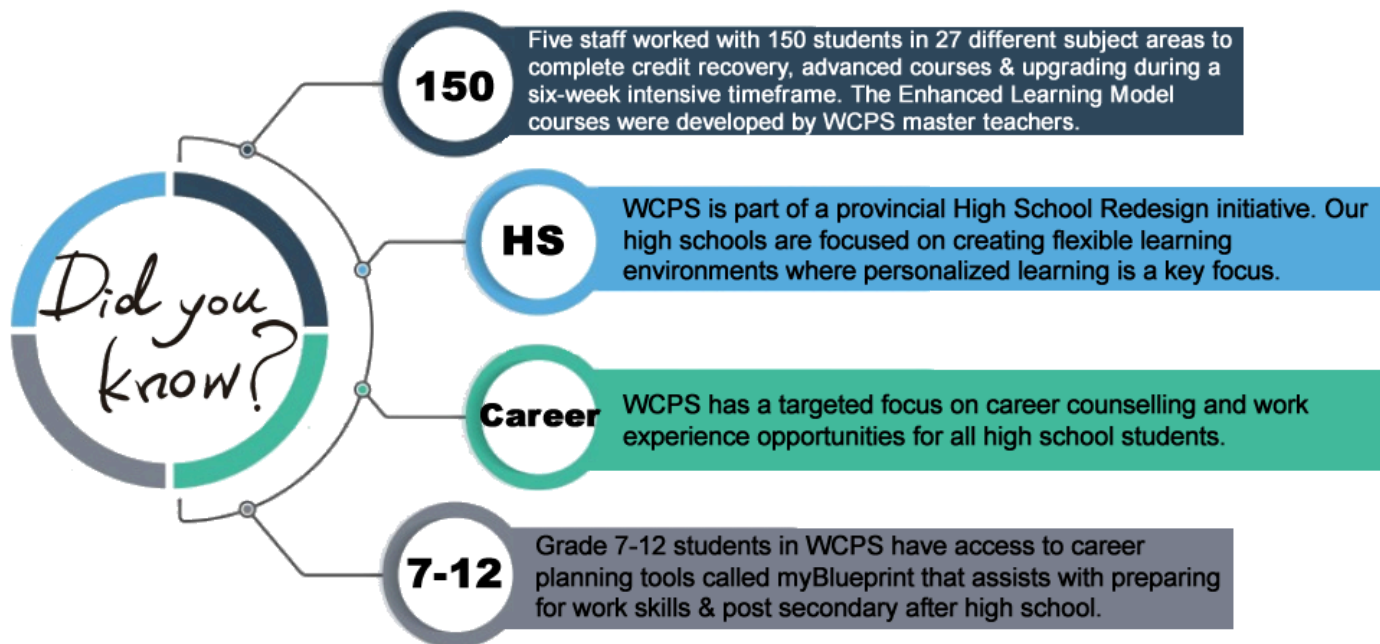 Did you
know?
150
Five staff worked with 150 students in 27 different subject areas to
complete credit recovery, advanced courses & upgrading during a
six-week intensive timeframe. The Enhanced Learning Model
courses were developed by WCPS master teachers.
HS
WCPS is part of a provincial High School Redesign initiative. Our
high schools are focused on creating flexible learning
environments where personalized learning is a key focus.
Career
WCPS has a targeted focus on career counselling and work
experience opportunities for all high school students.
7-12
Grade 7-12 students in WCPS have access to career
planning tools called myBlueprint that assists with preparing
for work skills & post secondary after high school.